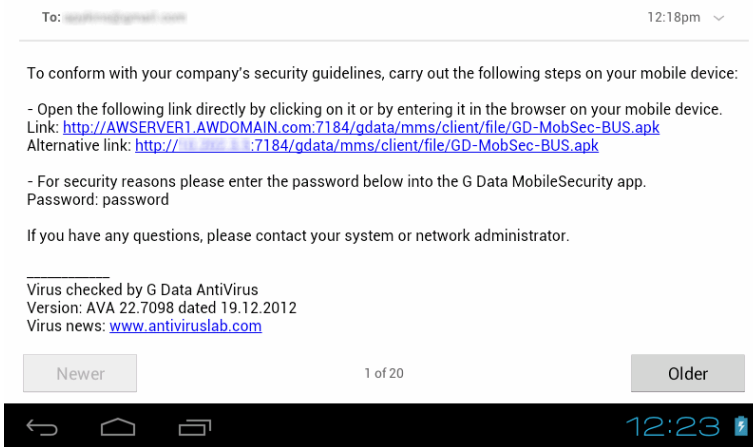 To:
12:18pm
To conform with your company's security guidelines, carry out the following steps on your mobile device:
- Open the following link directly by clicking on it or by entering it in the browser on your mobile device.
Link: http://AWSERVER1.AWDOMAIN.com:7184/gdata/mms/client/file/GD-MobSec-BUS.apk
Alternative link: http:// :7184/gdata/mms/client/file/GD-MobSec-BUS.apk
- For security reasons please enter the password below into the G Data MobileSecurity app.
Password: password
If you have any questions, please contact your system or network administrator.
____________
Virus checked by G Data AntiVirus
Version: AVA 22.7098 dated 19.12.2012
Virus news: www.antiviruslab.com
Newer
1 of 20
Older
12:23